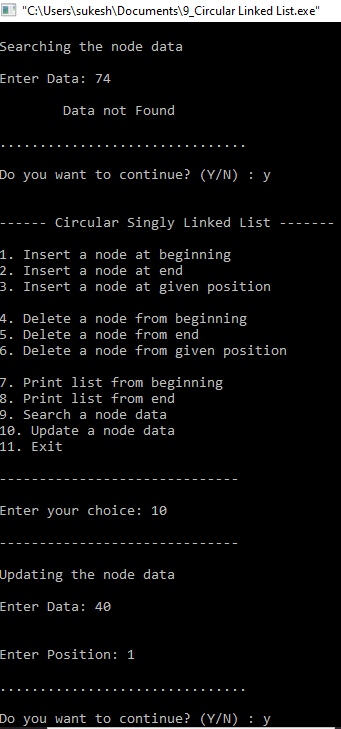 "C:\Users\sukesh\Documents\9_Circular Linked List.exe"
Searching the node data
Enter Data: 74
Data not Found
...............................
Do you want to continue? (Y/N) : y
------ Circular Singly Linked List -------
1. Insert a node at beginning
2. Insert a node at end
3. Insert a node at given position
4. Delete a node from beginning
5. Delete a node from end
6. Delete a node from given position
7. Print list from beginning
8. Print list from end
9. Search a node data
10. Update a node data
11. Exit
------------------------------
Enter your choice: 10
------------------------------
Updating the node data
Enter Data: 40
Enter Position: 1
...............................
Do you want to continue? (Y/N) : y